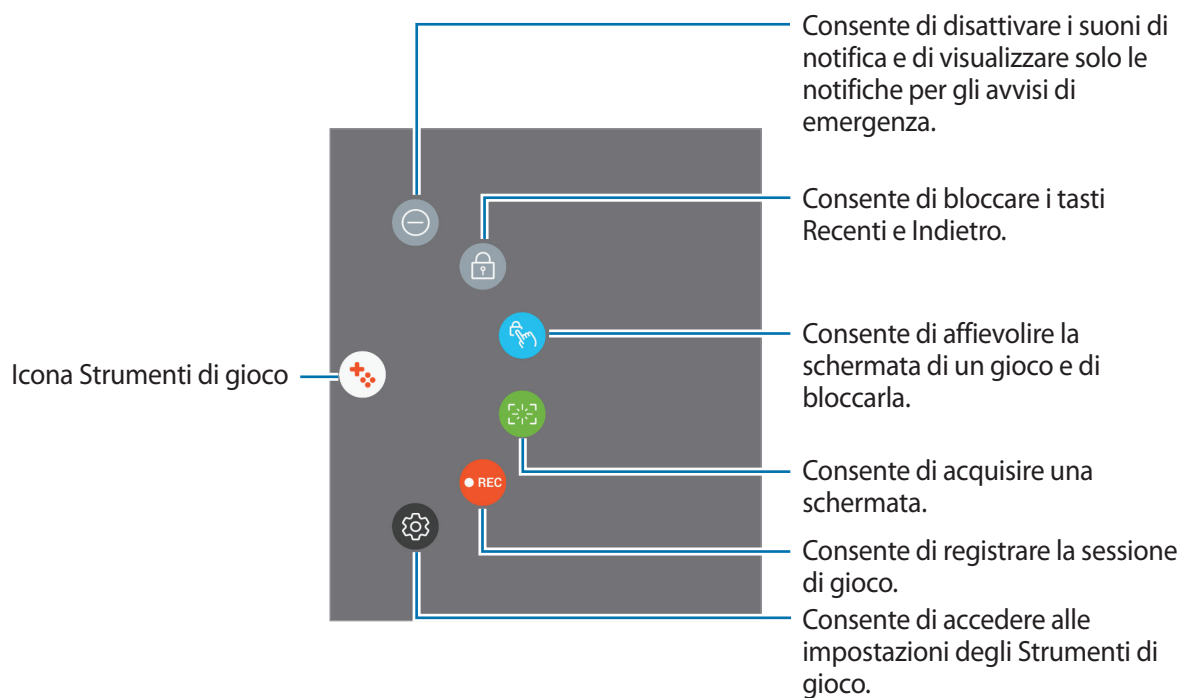 Consente di disattivare i suoni di
notifica e di visualizzare solo le
notifiche per gli avvisi di
emergenza.
Consente di bloccare i tasti
Recenti e Indietro.
Consente di affievolire la
schermata di un gioco e di
bloccarla.
Icona Strumenti di gioco
Consente di acquisire una
schermata.
REC
Consente di registrare la sessione
di gioco.
Consente di accedere alle
impostazioni degli Strumenti di
gioco.